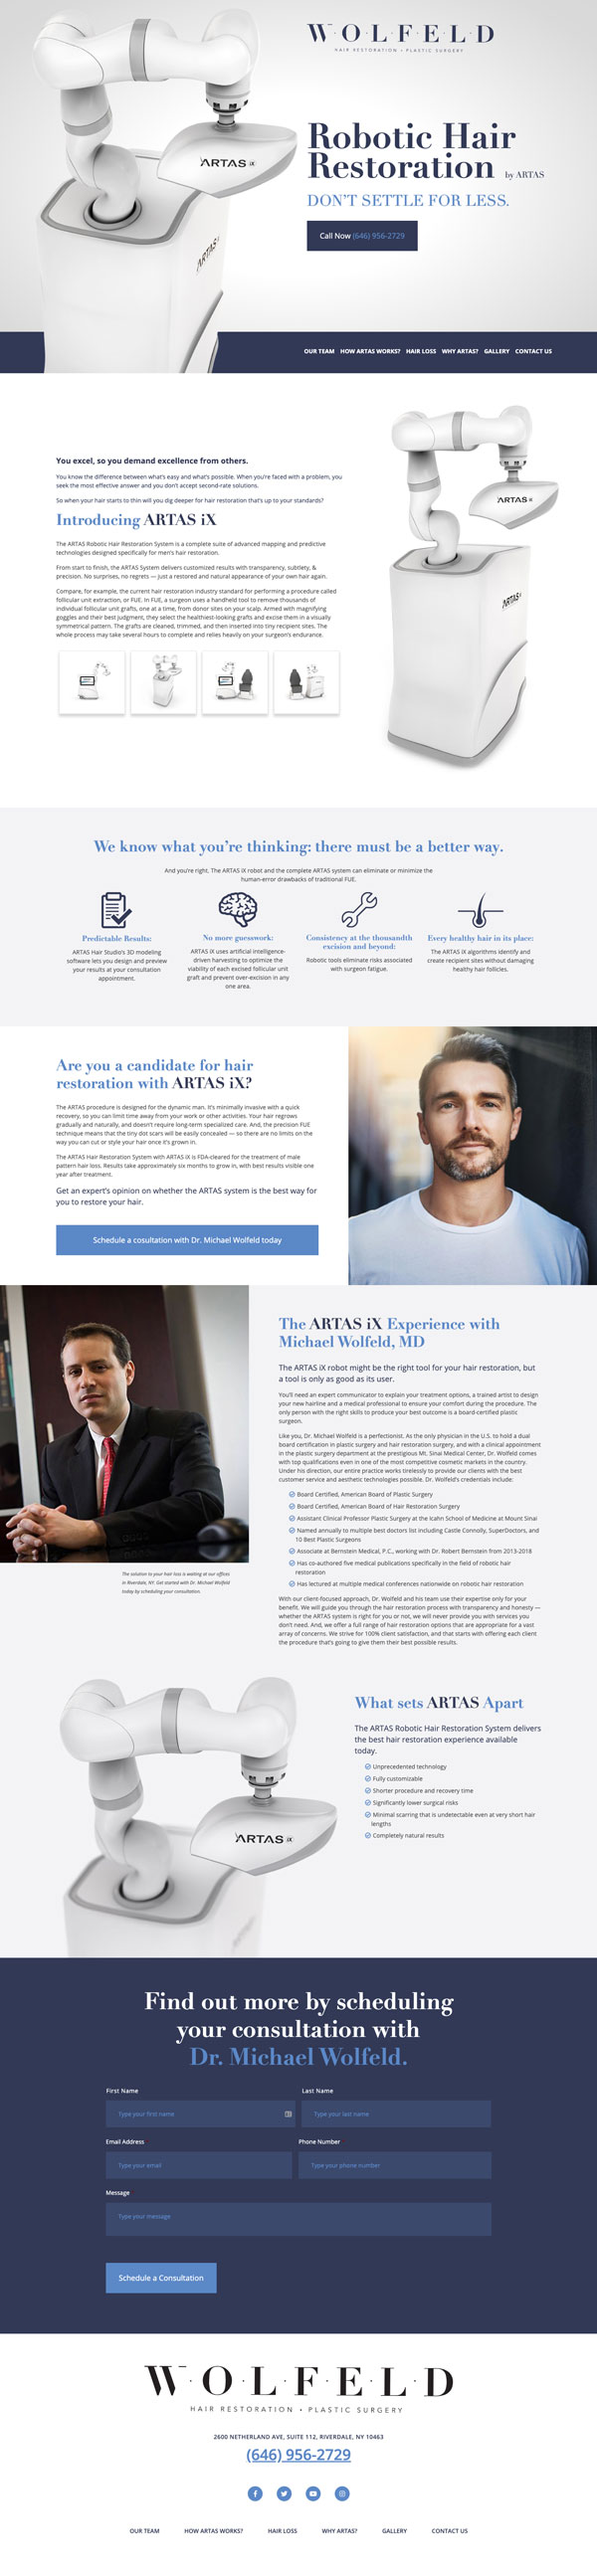 W·O·L·F·E·L·D
HAIR RESTORATION • PLASTIC SURGERY
ARTAS iX
ARTAS
Robotic Hair
Restoration by ARTAS
DON'T SETTLE FOR LESS.
Call Now (646) 956-2729
OUR TEAM HOW ARTAS WORKS? HAIR LOSS WHY ARTAS? GALLERY CONTACT US
You excel, so you demand excellence from others.
You know the difference between what's easy and what's possible. When you're faced with a problem, you
seek the most effective answer and you don't accept second-rate solutions.
So when your hair starts to thin will you dig deeper for hair restoration that's up to your standards?
Introducing ARTAS iX
The ARTAS Robotic Hair Restoration System is a complete suite of advanced mapping and predictive
technologies designed specifically for men's hair restoration.
From start to finish, the ARTAS System delivers customized results with transparency, subtlety, &
precision. No surprises, no regrets — just a restored and natural appearance of your own hair again.
Compare, for example, the current hair restoration industry standard for performing a procedure called
follicular unit extraction, or FUE. In FUE, a surgeon uses a handheld tool to remove thousands of
individual follicular unit grafts, one at a time, from donor sites on your scalp. Armed with magnifying
goggles and their best judgment, they select the healthiest-looking grafts and excise them in a visually
symmetrical pattern. The grafts are cleaned, trimmed, and then inserted into tiny recipient sites. The
whole process may take several hours to complete and relies heavily on your surgeon's endurance.
ARTAS iX
ARTAS
We know what you're thinking: there must be a better way.
And you're right. The ARTAS iX robot and the complete ARTAS system can eliminate or minimize the
human-error drawbacks of traditional FUE.
Predictable Results:
ARTAS Hair Studio's 3D modeling
software lets you design and preview
your results at your consultation
appointment.
No more guesswork:
ARTAS iX uses artificial intelligence-
driven harvesting to optimize the
viability of each excised follicular unit
graft and prevent over-excision in any
one area.
Consistency at the thousandth
excision and beyond:
Robotic tools eliminate risks associated
with surgeon fatigue.
Every healthy hair in its place:
The ARTAS iX algorithms identify and
create recipient sites without damaging
healthy hair follicles.
Are you a candidate for hair
restoration with ARTAS iX?
The ARTAS procedure is designed for the dynamic man. It's minimally invasive with a quick
recovery, so you can limit time away from your work or other activities. Your hair regrows
gradually and naturally, and doesn't require long-term specialized care. And, the precision FUE
technique means that the tiny dot scars will be easily concealed — so there are no limits on the
way you can cut or style your hair once it's grown in.
The ARTAS Hair Restoration System with ARTAS iX is FDA-cleared for the treatment of male
pattern hair loss. Results take approximately six months to grow in, with best results visible one
year after treatment.
Get an expert's opinion on whether the ARTAS system is the best way for
you to restore your hair.
Schedule a cosultation with Dr. Michael Wolfeld today
The ARTAS iX Experience with
Michael Wolfeld, MD
The ARTAS iX robot might be the right tool for your hair restoration, but
a tool is only as good as its user.
You'll need an expert communicator to explain your treatment options, a trained artist to design
your new hairline and a medical professional to ensure your comfort during the procedure. The
only person with the right skills to produce your best outcome is a board-certified plastic
surgeon.
Like you, Dr. Michael Wolfeld is a perfectionist. As the only physician in the U.S. to hold a dual
board certification in plastic surgery and hair restoration surgery, and with a clinical appointment
in the plastic surgery department at the prestigious Mt. Sinai Medical Center, Dr. Wolfeld comes
with top qualifications even in one of the most competitive cosmetic markets in the country.
Under his direction, our entire practice works tirelessly to provide our clients with the best
customer service and aesthetic technologies possible. Dr. Wolfeld's credentials include:
Board Certified, American Board of Plastic Surgery
Board Certified, American Board of Hair Restoration Surgery
Assistant Clinical Professor Plastic Surgery at the Icahn School of Medicine at Mount Sinai
Named annually to multiple best doctors list including Castle Connolly, SuperDoctors, and
10 Best Plastic Surgeons
Associate at Bernstein Medical, P.C., working with Dr. Robert Bernstein from 2013-2018
Has co-authored five medical publications specifically in the field of robotic hair
restoration
Has lectured at multiple medical conferences nationwide on robotic hair restoration
With our client-focused approach, Dr. Wolfeld and his team use their expertise only for your
benefit. We will guide you through the hair restoration process with transparency and honesty —
whether the ARTAS system is right for you or not, we will never provide you with services you
don't need. And, we offer a full range of hair restoration options that are appropriate for a vast
array of concerns. We strive for 100% client satisfaction, and that starts with offering each client
the procedure that's going to give them their best possible results.
The solution to your hair loss is waiting at our offices
in Riverdale, NY. Get started with Dr. Michael Wolfeld
today by scheduling your consultation.
ARTAS iX
What sets ARTAS Apart
The ARTAS Robotic Hair Restoration System delivers
the best hair restoration experience available
today.
Unprecedented technology
Fully customizable
Shorter procedure and recovery time
Significantly lower surgical risks
Minimal scarring that is undetectable even at very short hair
lengths
Completely natural results
Find out more by scheduling
your consultation with
Dr. Michael Wolfeld.
First Name Last Name
Type your first name Type your last name
Email Address Phone Number
Type your email Type your phone number
Message
Type your message
Schedule a Consultation
W·O·L·F·E·L·D
HAIR RESTORATION • PLASTIC SURGERY
2600 NETHERLAND AVE, SUITE 112, RIVERDALE, NY 10463
(646) 956-2729
OUR TEAM HOW ARTAS WORKS? HAIR LOSS WHY ARTAS? GALLERY CONTACT US